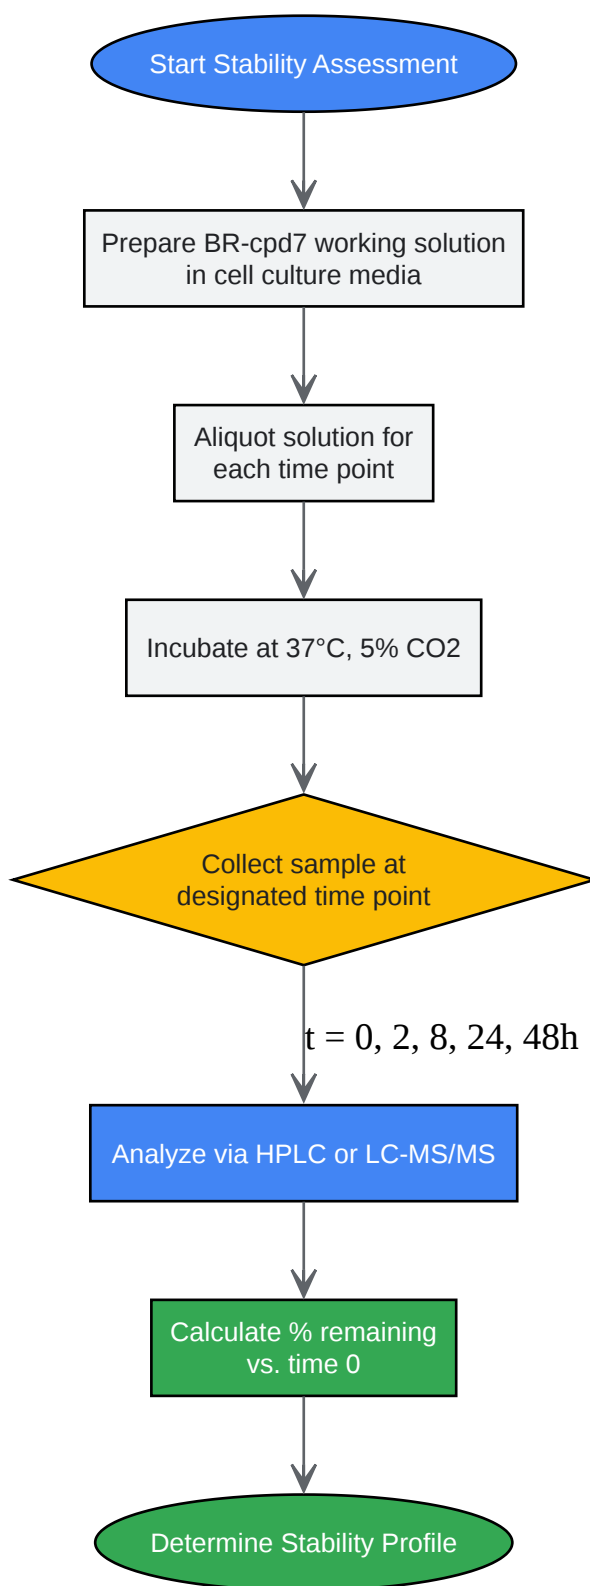 Start Stability Assessment
Prepare BR-cpd7 working solution
in cell culture media
Aliquot solution for
each time point
Incubate at 37°C, 5% CO2
Collect sample at
designated time point
t = 0, 2, 8, 24, 48h
Analyze via HPLC or LC-MS/MS
Calculate % remaining
vs. time 0
Determine Stability Profile